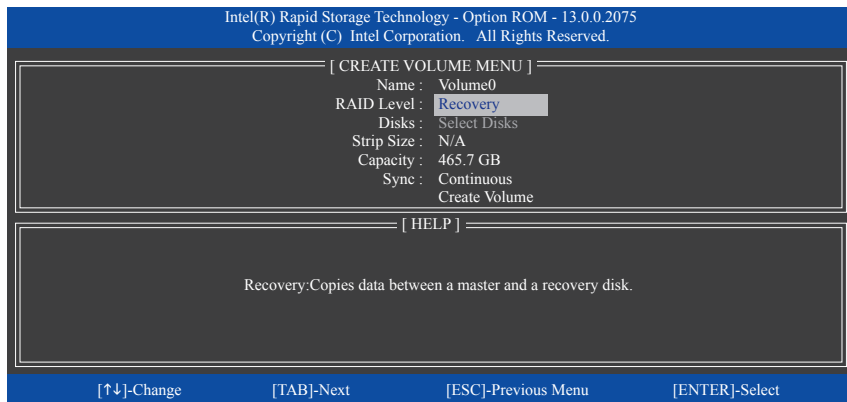 Intel(R) Rapid Storage Technology - Option ROM - 13.0.0.2075
Copyright (C) Intel Corporation. All Rights Reserved.
[ CREATE VOLUME MENU ]
Name : Volume0
RAID Level : Recovery
Disks : Select Disks
Strip Size : N/A
Capacity : 465.7 GB
Sync : Continuous
Create Volume
[ HELP ]
Recovery:Copies data between a master and a recovery disk.
[↑↓]-Change [TAB]-Next [ESC]-Previous Menu [ENTER]-Select